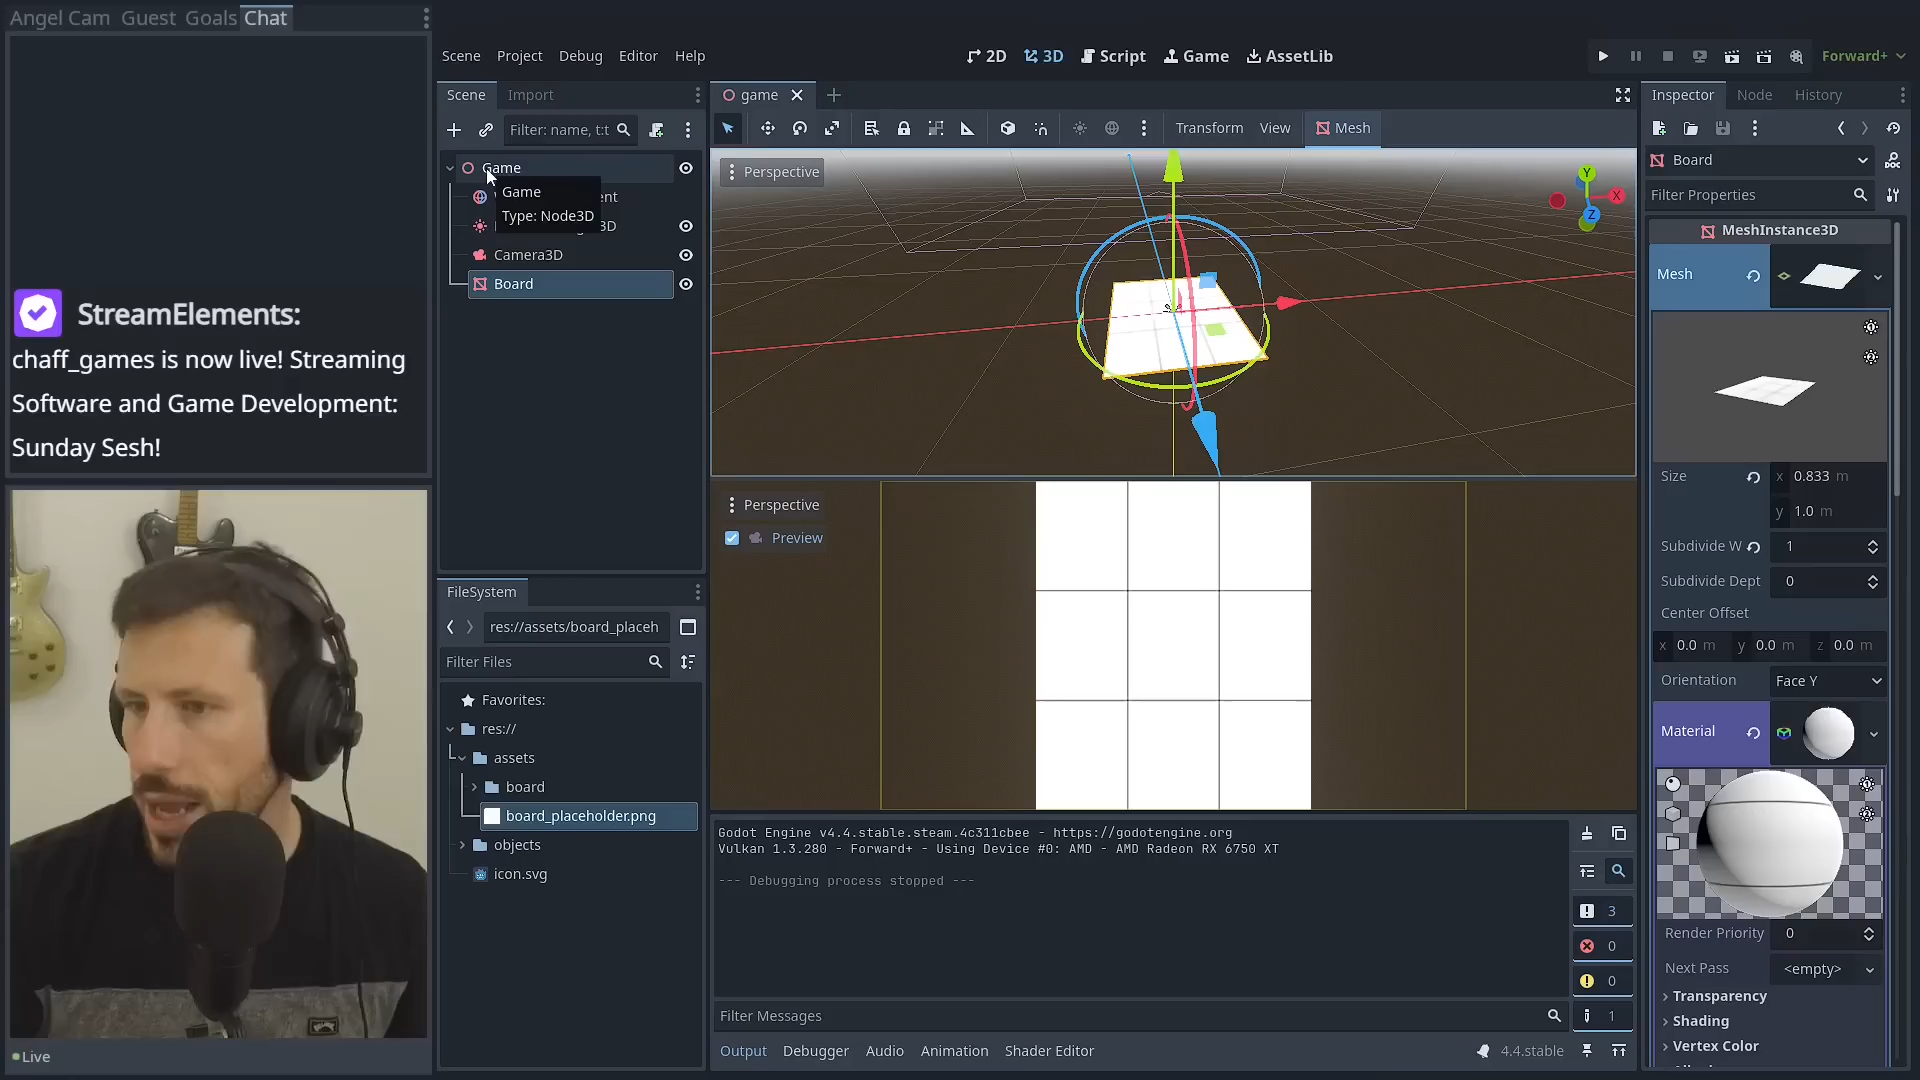 Angel Cam Guest Goals Chat
StreamElements:
chaff_games is now live! Streaming
Software and Game Development:
Sunday Sesh!
Live
Scene Project Debug Editor Help
2D 3D Script Game AssetLib
Forward+
Scene Import
Filter: name, t:t
Game
Game
Type: Node3D
ent
3D
Camera3D
Board
FileSystem
res://assets/board_placeh
Filter Files
Favorites:
res://
assets
board
board_placeholder.png
objects
icon.svg
game
Transform View Mesh
Perspective
Y
X
Z
Perspective
Preview
Godot Engine v4.4.stable.steam.4c311cbee - https://godotengine.org
Vulkan 1.3.280 - Forward+ - Using Device #0: AMD - AMD Radeon RX 6750 XT
--- Debugging process stopped ---
3
0
0
1
Filter Messages
Output Debugger Audio Animation Shader Editor
4.4.stable
Inspector Node History
Board
Filter Properties
MeshInstance3D
Mesh
Size x 0.833 m
y 1.0 m
Subdivide W 1
Subdivide Dept 0
Center Offset
x 0.0 m y 0.0 m z 0.0 m
Orientation Face Y
Material
Render Priority 0
Next Pass <empty>
Transparency
Shading
Vertex Color